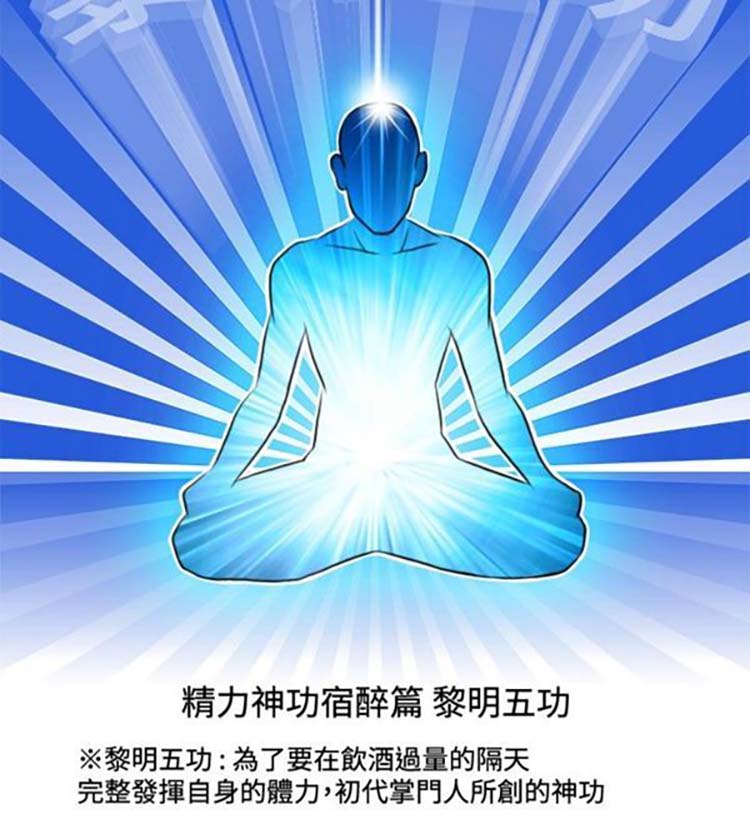 精力神功宿醉篇 黎明五功
※黎明五功：為了要在飲酒過量的隔天
完整發揮自身的體力，初代掌門人所創的神功